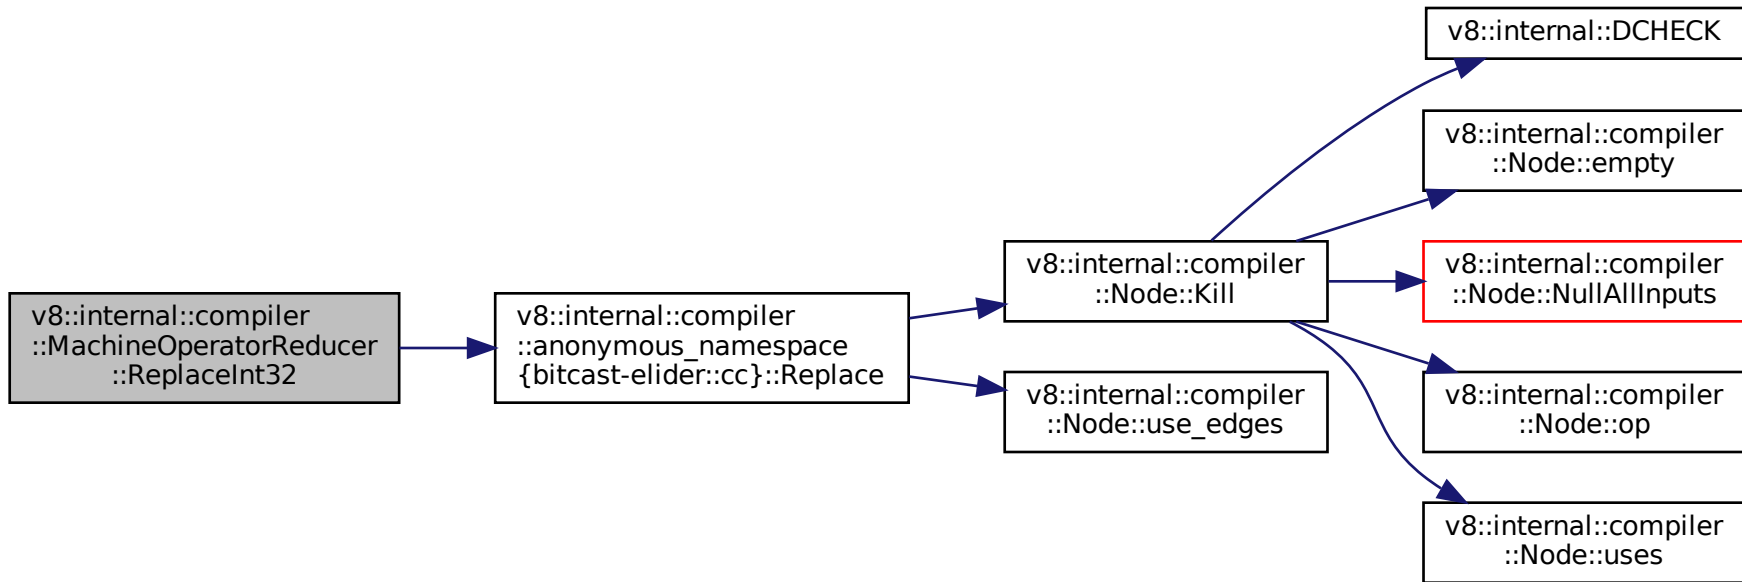 v8::internal::compiler
::MachineOperatorReducer
::ReplaceInt32
v8::internal::compiler
::anonymous_namespace
{bitcast-elider::cc}::Replace
v8::internal::compiler
::Node::Kill
v8::internal::compiler
::Node::use_edges
v8::internal::DCHECK
v8::internal::compiler
::Node::empty
v8::internal::compiler
::Node::NullAllInputs
v8::internal::compiler
::Node::op
v8::internal::compiler
::Node::uses